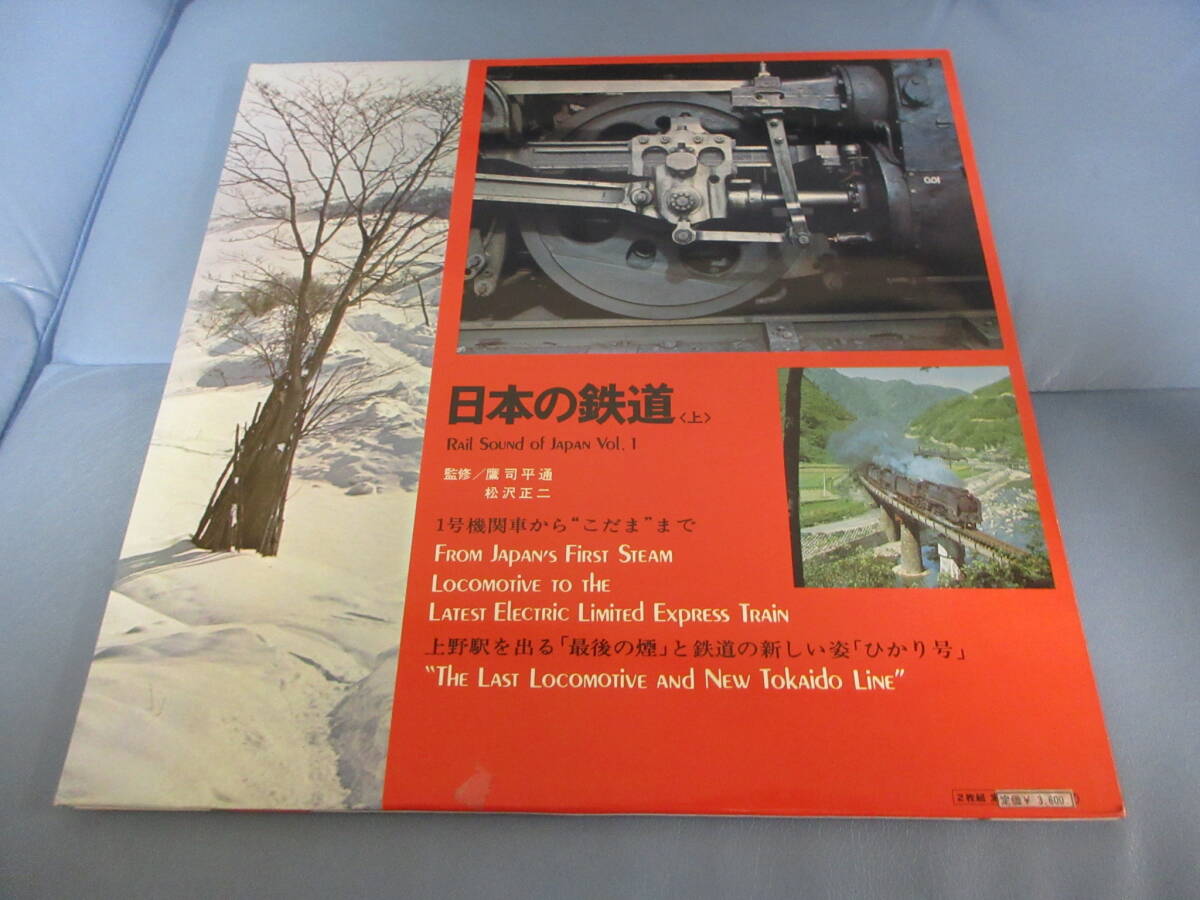 日本の鉄道〈上〉
Rail Sound of Japan Vol. 1
監修／鷹司平通
松沢正二
1号機関車から“こだま”まで
From Japan's First Steam
Locomotive to the
Latest Electric Limited Express Train
上野駅を出る「最後の煙」と鉄道の新しい姿「ひかり号」
“The Last Locomotive and New Tokaido Line”
2枚組
定価¥ 3,600